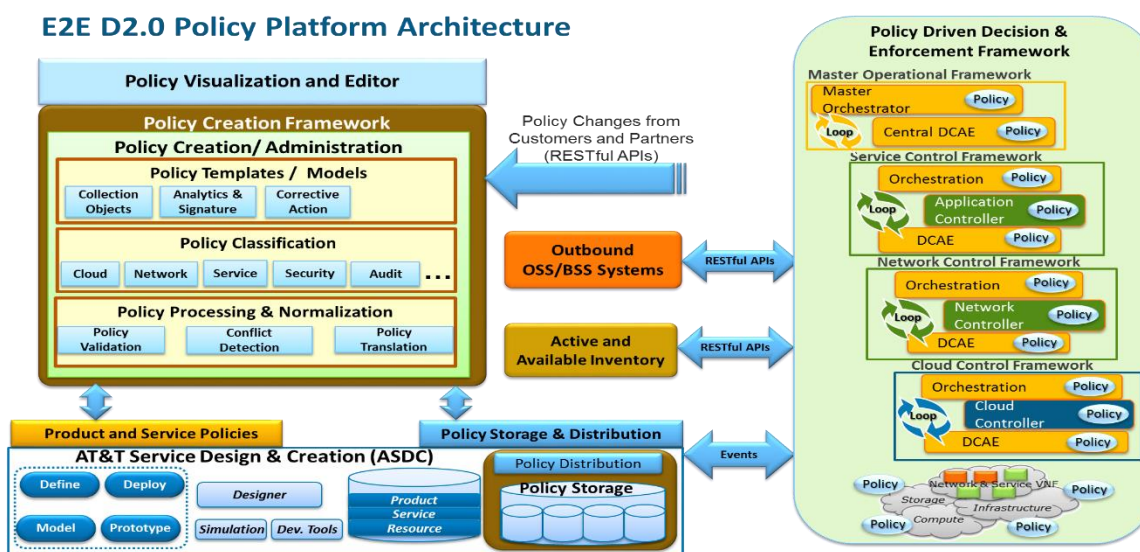 E2E D2.0 Policy Platform Architecture
Policy Visualization and Editor
Policy Creation Framework
Policy Creation/ Administration
Policy Templates / Models
Collection
Objects
Analytics &
Signature
Corrective
Action
Policy Classification
Cloud
Network
Service
Security
Audit
...
Policy Processing & Normalization
Policy
Validation
Conflict
Detection
Policy
Translation
Policy Changes from
Customers and Partners
(RESTful APIs)
Outbound
OSS/BSS Systems
RESTful APIs
Active and
Available Inventory
RESTful APIs
Product and Service Policies
Policy Storage & Distribution
AT&T Service Design & Creation (ASDC)
Define
Deploy
Model
Prototype
Designer
Simulation
Dev. Tools
Product
Service
Resource
Policy Distribution
Policy Storage
Events
Policy Driven Decision &
Enforcement Framework
Master Operational Framework
Master
Orchestrator
Policy
Loop
Central DCAE
Policy
Service Control Framework
Orchestration
Policy
Loop
Application
Controller
Policy
DCAE
Policy
Network Control Framework
Orchestration
Policy
Loop
Network
Controller
Policy
DCAE
Policy
Cloud Control Framework
Orchestration
Policy
Loop
Cloud
Controller
Policy
DCAE
Policy
Policy
Network & Service VNF
Policy
Storage
Infrastructure
Policy
Compute
Policy